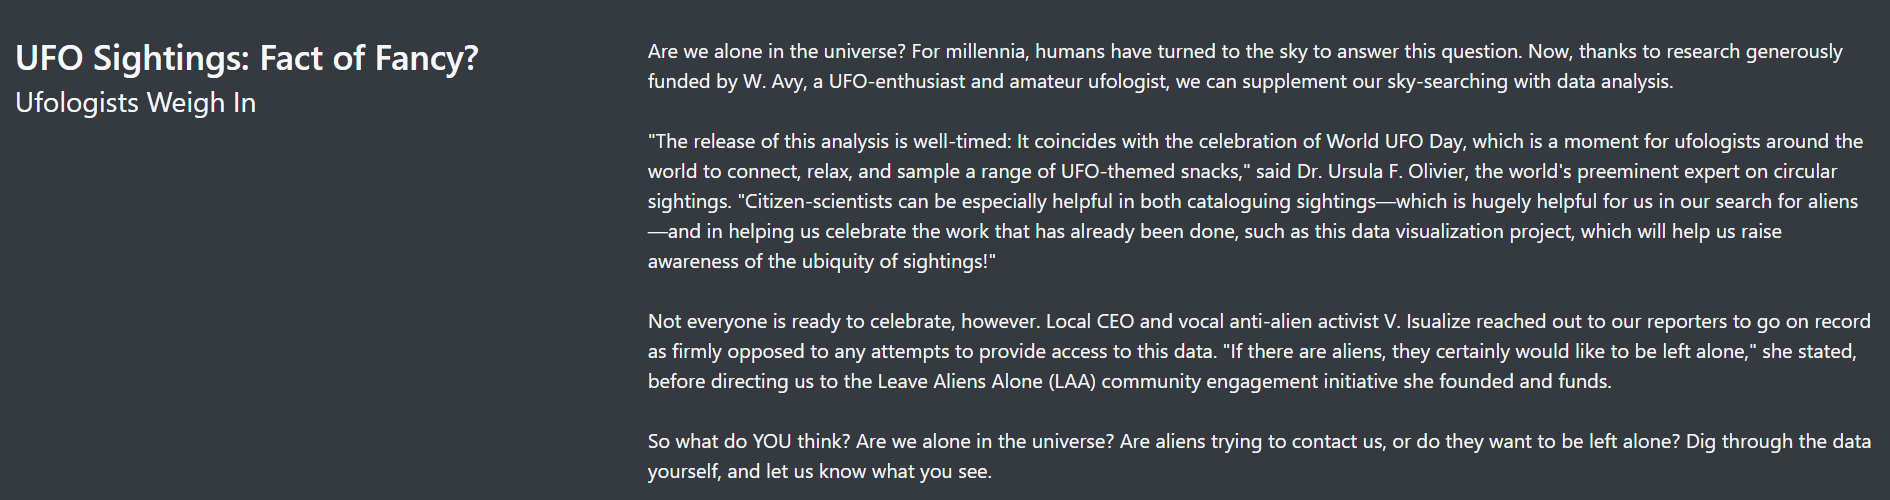 UFO Sightings: Fact of Fancy?
Ufologists Weigh In
Are we alone in the universe? For millennia, humans have turned to the sky to answer this question. Now, thanks to research generously
funded by W. Avy, a UFO-enthusiast and amateur ufologist, we can supplement our sky-searching with data analysis.
"The release of this analysis is well-timed: It coincides with the celebration of World UFO Day, which is a moment for ufologists around the
world to connect, relax, and sample a range of UFO-themed snacks," said Dr. Ursula F. Olivier, the world's preeminent expert on circular
sightings. "Citizen-scientists can be especially helpful in both cataloguing sightings—which is hugely helpful for us in our search for aliens
—and in helping us celebrate the work that has already been done, such as this data visualization project, which will help us raise
awareness of the ubiquity of sightings!"
Not everyone is ready to celebrate, however. Local CEO and vocal anti-alien activist V. Isualize reached out to our reporters to go on record
as firmly opposed to any attempts to provide access to this data. "If there are aliens, they certainly would like to be left alone," she stated,
before directing us to the Leave Aliens Alone (LAA) community engagement initiative she founded and funds.
So what do YOU think? Are we alone in the universe? Are aliens trying to contact us, or do they want to be left alone? Dig through the data
yourself, and let us know what you see.